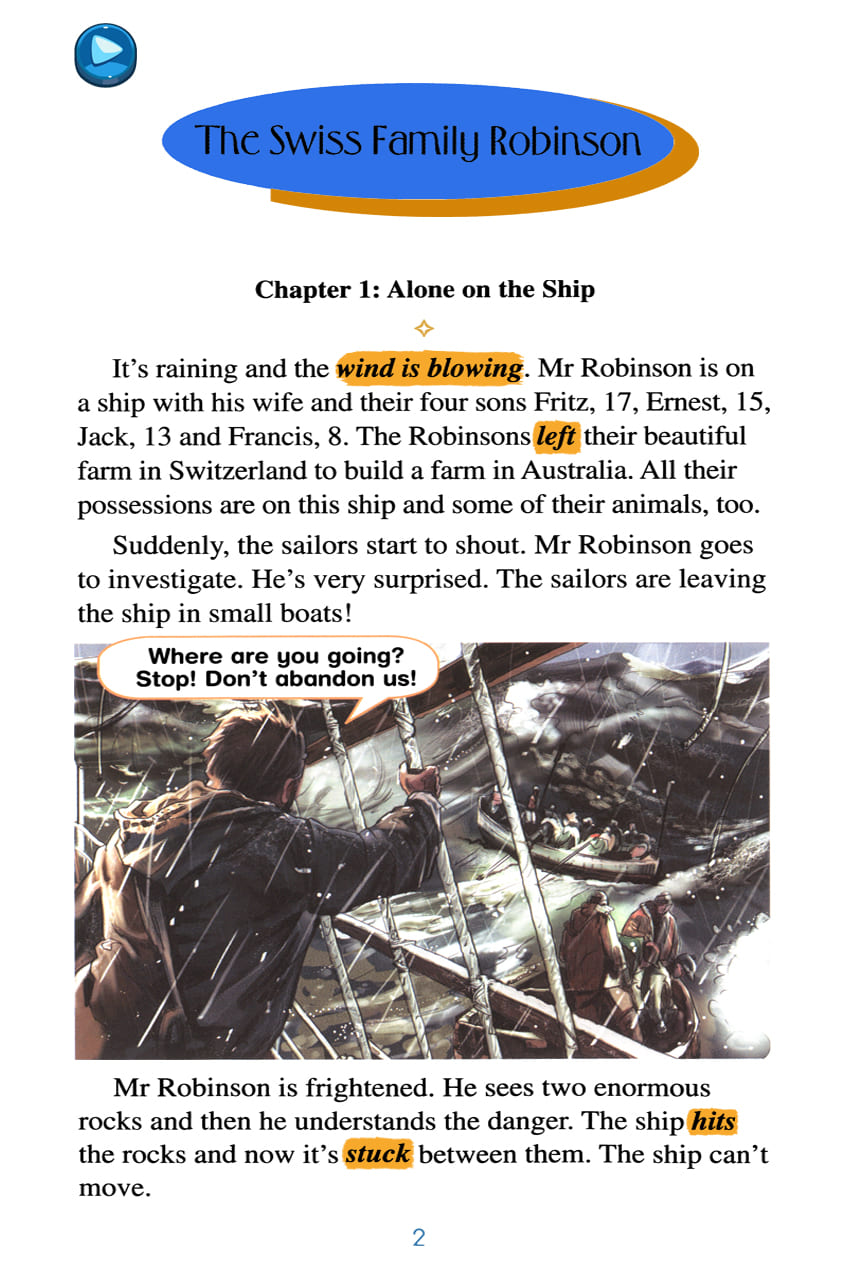 The Swiss Family Robinson
Chapter 1: Alone on the Ship
It's raining and the wind is blowing. Mr Robinson is on
a ship with his wife and their four sons Fritz, 17, Ernest, 15,
Jack, 13 and Francis, 8. The Robinsons left their beautiful
farm in Switzerland to build a farm in Australia. All their
possessions are on this ship and some of their animals, too.
Suddenly, the sailors start to shout. Mr Robinson goes
to investigate. He's very surprised. The sailors are leaving
the ship in small boats!
Where are you going?
Stop! Don't abandon us!
Mr Robinson is frightened. He sees two enormous
rocks and then he understands the danger. The ship hits
the rocks and now it's stuck between them. The ship can't
move.
2